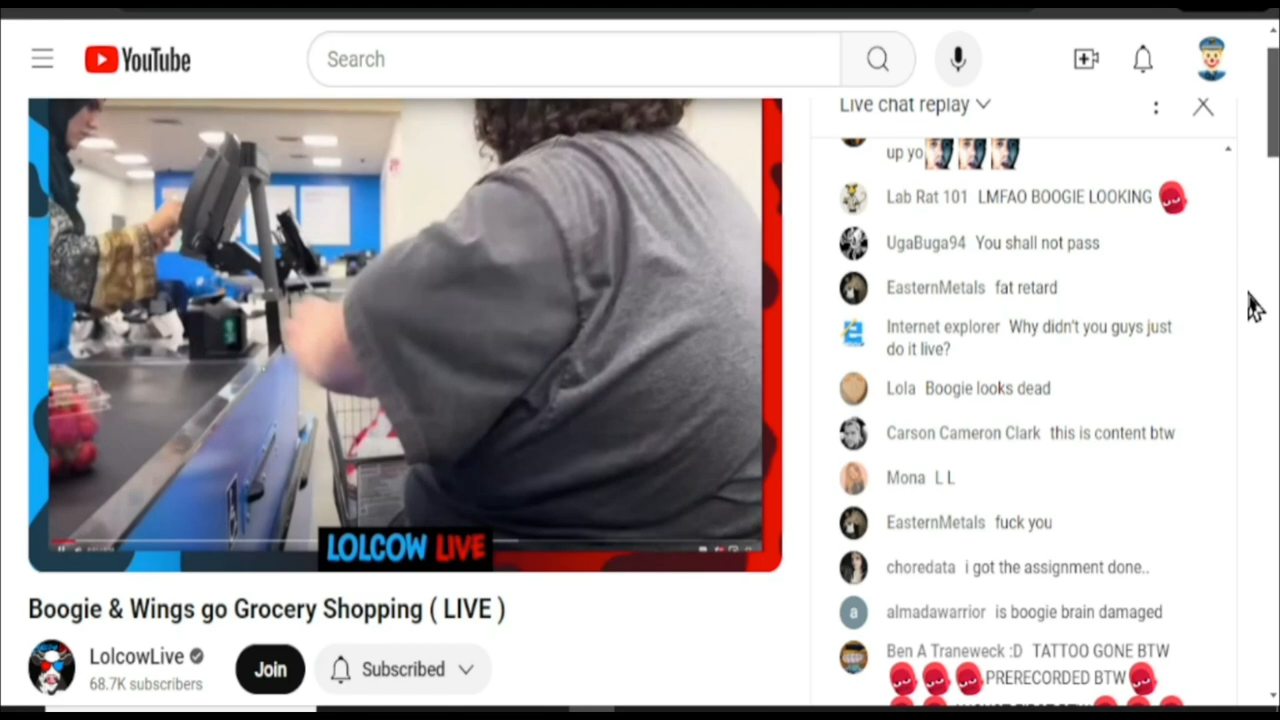 YouTube
Search
Live chat replay
up yo
Lab Rat 101 LMFAO BOOGIE LOOKING
UgaBuga94 You shall not pass
EasternMetals fat retard
Internet explorer Why didn't you guys just
do it live?
Lola Boogie looks dead
Carson Cameron Clark this is content btw
Mona L L
EasternMetals fuck you
choredata i got the assignment done..
a almadawarrior is boogie brain damaged
Ben A Traneweck :D TATTOO GONE BTW
PRERECORDED BTW
LOLCOW LIVE
Boogie & Wings go Grocery Shopping ( LIVE )
LolcowLive
68.7K subscribers
Join
Subscribed